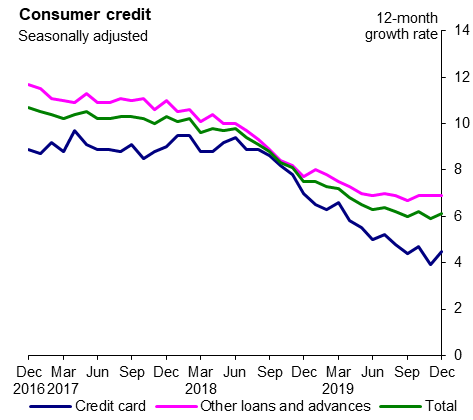 Consumer credit
Seasonally adjusted
12-month
growth rate
14
12
10
8
6
4
2
0
Dec Mar Jun Sep Dec Mar Jun Sep Dec Mar Jun Sep Dec
2016 2017 2018 2019
Credit card Other loans and advances Total